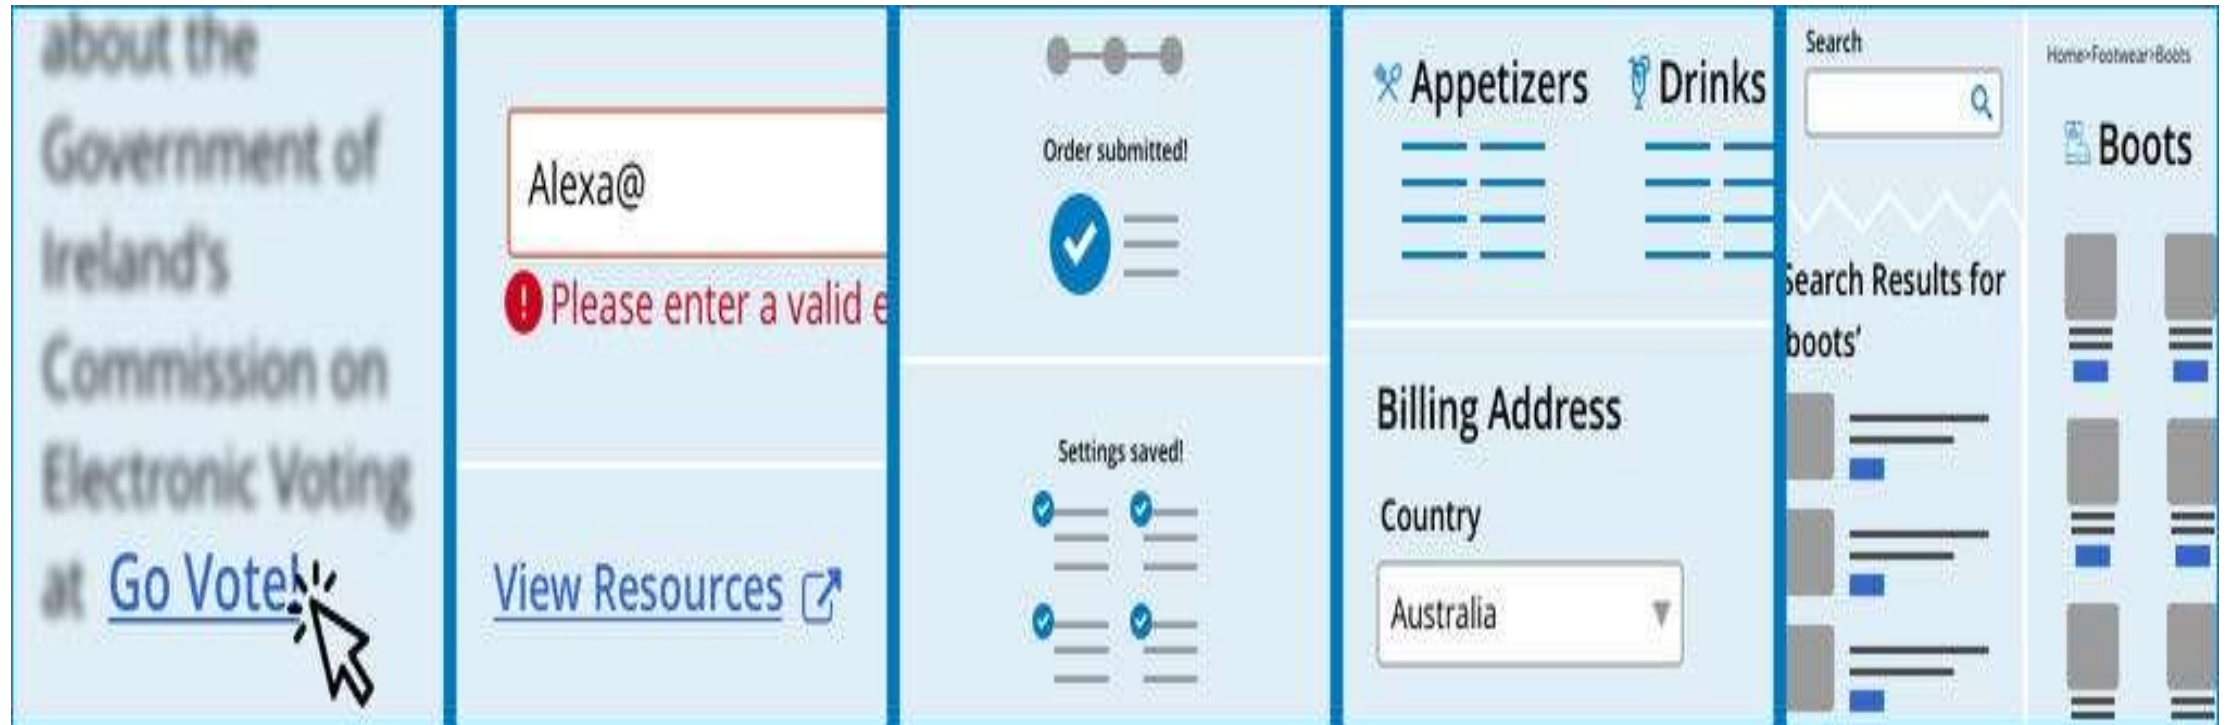 about the
Government of
Ireland's
Commission on
Electronic Voting
at Go Vote!
Alexa@
Please enter a valid e
View Resources
Order submitted!
Settings saved!
Appetizers
Drinks
Billing Address
Country
Australia
Search
Search Results for
boots'
Home>Footwear>Boots
Boots